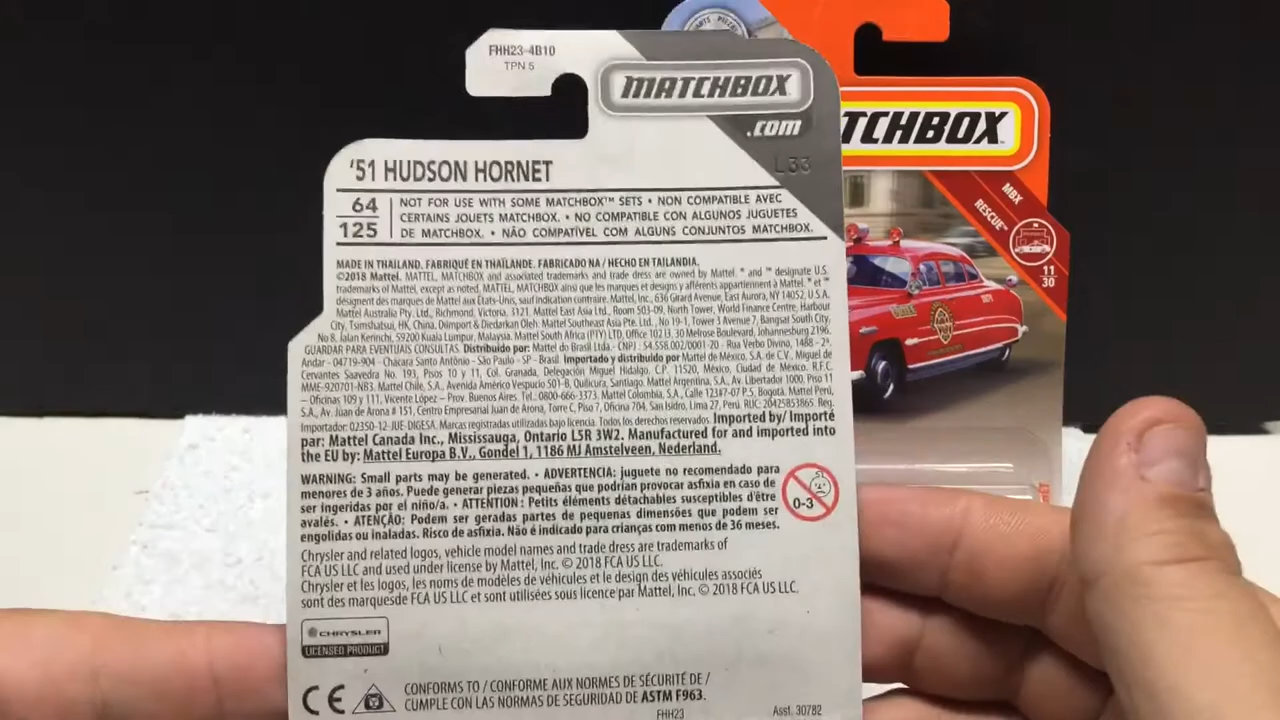 FHH23-4B10
TPN 5
MATCHBOX
.com
L33
'51 HUDSON HORNET
64
125
NOT FOR USE WITH SOME MATCHBOX™ SETS • NON COMPATIBLE AVEC
CERTAINS JOUETS MATCHBOX. • NO COMPATIBLE CON ALGUNOS JUGUETES
DE MATCHBOX. • NÃO COMPATÍVEL COM ALGUNS CONJUNTOS MATCHBOX.
MADE IN THAILAND. FABRIQUÉ EN THAÏLANDE. FABRICADO NA / HECHO EN TAILANDIA.
©2018 Mattel. MATTEL, MATCHBOX and associated trademarks and trade dress are owned by Mattel. ® and ™ designate U.S.
trademarks of Mattel, except as noted. MATTEL, MATCHBOX ainsi que les marques et designs y afférents appartiennent à Mattel. ® et ™
désignent des marques de Mattel aux États-Unis, sauf indication contraire. Mattel, Inc., 636 Girard Avenue, East Aurora, NY 14052, U.S.A.
Mattel Australia Pty. Ltd., Richmond, Victoria. 3121. Mattel East Asia Ltd., Room 503-09, North Tower, World Finance Centre, Harbour
City, Tsimshatsui, HK, China. Diimport & Diedarkan Oleh: Mattel Southeast Asia Pte. Ltd., No 19-1, Tower 3 Avenue 7, Bangsar South City,
No 8, Jalan Kerinchi, 59200 Kuala Lumpur, Malaysia. Mattel South Africa (PTY) LTD, Office 102 I3, 30 Melrose Boulevard, Johannesburg 2196.
GUARDAR PARA EVENTUAIS CONSULTAS. Distribuido por: Mattel do Brasil Ltda.- CNPJ : 54.558.002/0001-20 - Rua Verbo Divino, 1488 - 2º.
Andar - 04719-904 - Chácara Santo Antônio - São Paulo - SP - Brasil. Importado y distribuido por Mattel de México, S.A. de C.V., Miguel de
Cervantes Saavedra No. 193, Pisos 10 y 11, Col. Granada, Delegación Miguel Hidalgo, C.P. 11520, México, Ciudad de México. R.F.C.
MME-920701-NB3. Mattel Chile, S.A., Avenida Américo Vespucio 501-B, Quilicura, Santiago. Mattel Argentina, S.A., Av. Libertador 1000, Piso 11
– Oficinas 109 y 111, Vicente López – Prov. Buenos Aires. Tel.: 0800-666-3373. Mattel Colombia, S.A., Calle 123#7-07 P.5, Bogotá. Mattel Perú,
S.A., Av. Juan de Arona # 151, Centro Empresarial Juan de Arona, Torre C, Piso 7, Oficina 704, San Isidro, Lima 27, Perú. RUC: 20425853865. Reg.
Importador: 02350-12-JUE-DIGESA. Marcas registradas utilizadas bajo licencia. Todos los derechos reservados. Imported by/ Importé
par: Mattel Canada Inc., Mississauga, Ontario L5R 3W2. Manufactured for and imported into
the EU by: Mattel Europa B.V., Gondel 1, 1186 MJ Amstelveen, Nederland.
WARNING: Small parts may be generated. • ADVERTENCIA: juguete no recomendado para
menores de 3 años. Puede generar piezas pequeñas que podrían provocar asfixia en caso de
ser ingeridas por el niño/a. • ATTENTION : Petits éléments détachables susceptibles d'être
avalés. • ATENÇÃO: Podem ser geradas partes de pequenas dimensões que podem ser
engolidas ou inaladas. Risco de asfixia. Não é indicado para crianças com menos de 36 meses.
0-3
Chrysler and related logos, vehicle model names and trade dress are trademarks of
FCA US LLC and used under license by Mattel, Inc. © 2018 FCA US LLC.
Chrysler et les logos, les noms de modèles de véhicules et le design des véhicules associés
sont des marquesde FCA US LLC et sont utilisées sous licence par Mattel, Inc. © 2018 FCA US LLC.
CHRYSLER
LICENSED PRODUCT
CE
CONFORMS TO / CONFORME AUX NORMES DE SÉCURITÉ DE /
CUMPLE CON LAS NORMAS DE SEGURIDAD DE ASTM F963.
FHH23
Asst. 30782
TCHBOX
MBX
RESCUE™
11
30